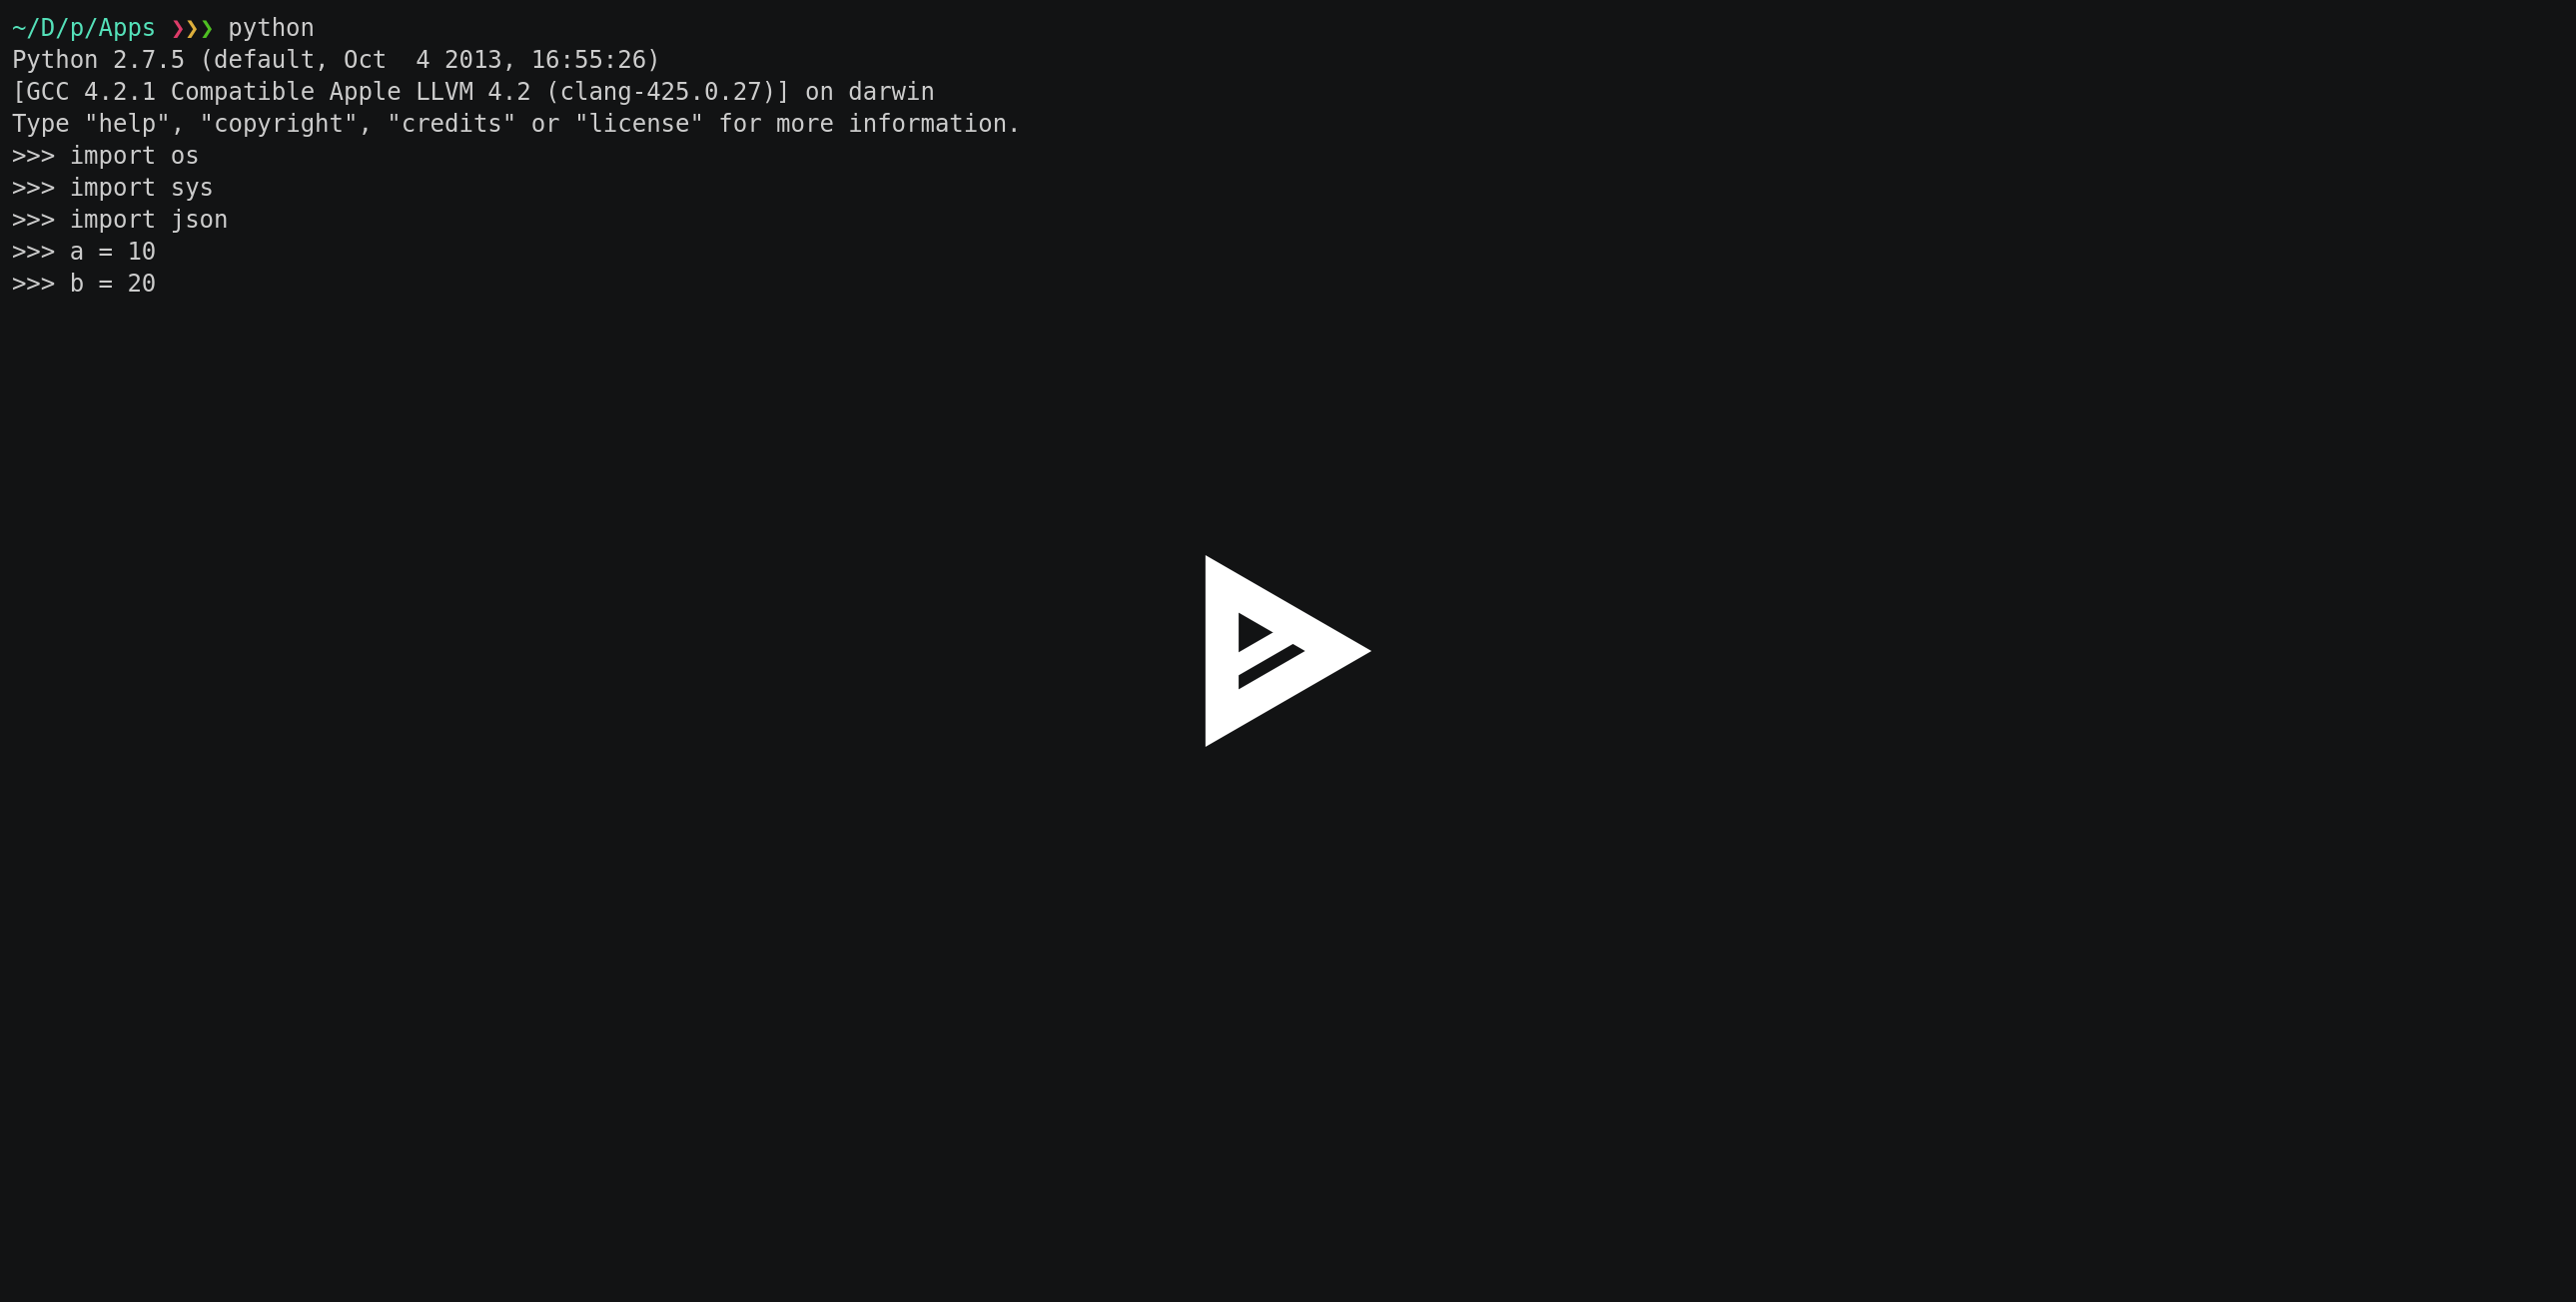 ~/D/p/Apps ❯❯❯ python
Python 2.7.5 (default, Oct  4 2013, 16:55:26)
[GCC 4.2.1 Compatible Apple LLVM 4.2 (clang-425.0.27)] on darwin
Type "help", "copyright", "credits" or "license" for more information.
>>> import os
>>> import sys
>>> import json
>>> a = 10
>>> b = 20